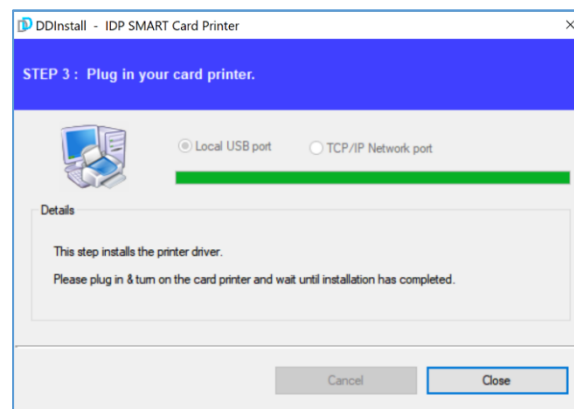 DDInstall - IDP SMART Card Printer
STEP 3 : Plug in your card printer.
Local USB port TCP/IP Network port
Details
This step installs the printer driver.
Please plug in & turn on the card printer and wait until installation has completed.
Cancel Close